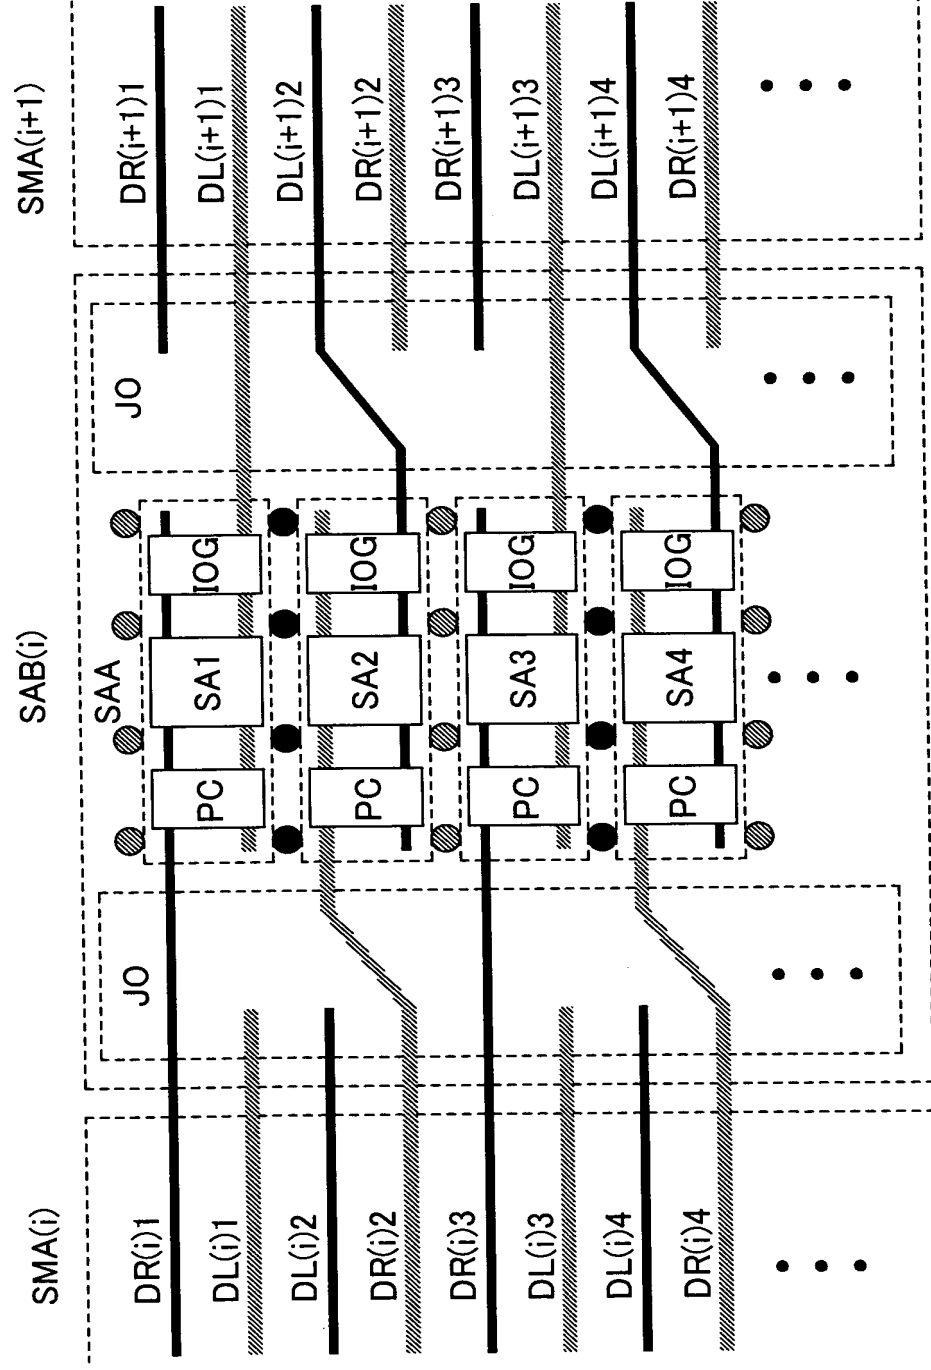 SMA(i)
SAB(i)
SMA(i+1)
DR(i)1
DL(i)1
DL(i)2
DR(i)2
DR(i)3
DL(i)3
DL(i)4
DR(i)4
JO
SAA
PC
SA1
IOG
PC
SA2
IOG
PC
SA3
IOG
PC
SA4
IOG
JO
DR(i+1)1
DL(i+1)1
DL(i+1)2
DR(i+1)2
DR(i+1)3
DL(i+1)3
DL(i+1)4
DR(i+1)4